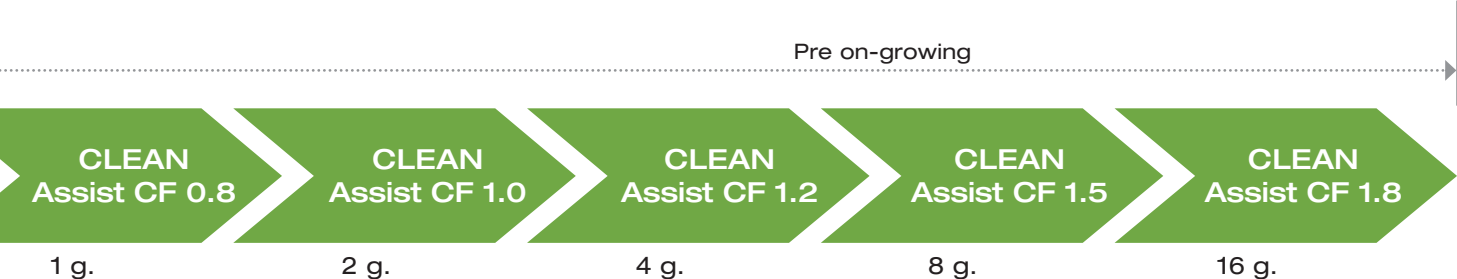 Pre on-growing
CLEAN
Assist CF 0.8
CLEAN
Assist CF 1.0
CLEAN
Assist CF 1.2
CLEAN
Assist CF 1.5
CLEAN
Assist CF 1.8
1 g.
2 g.
4 g.
8 g.
16 g.